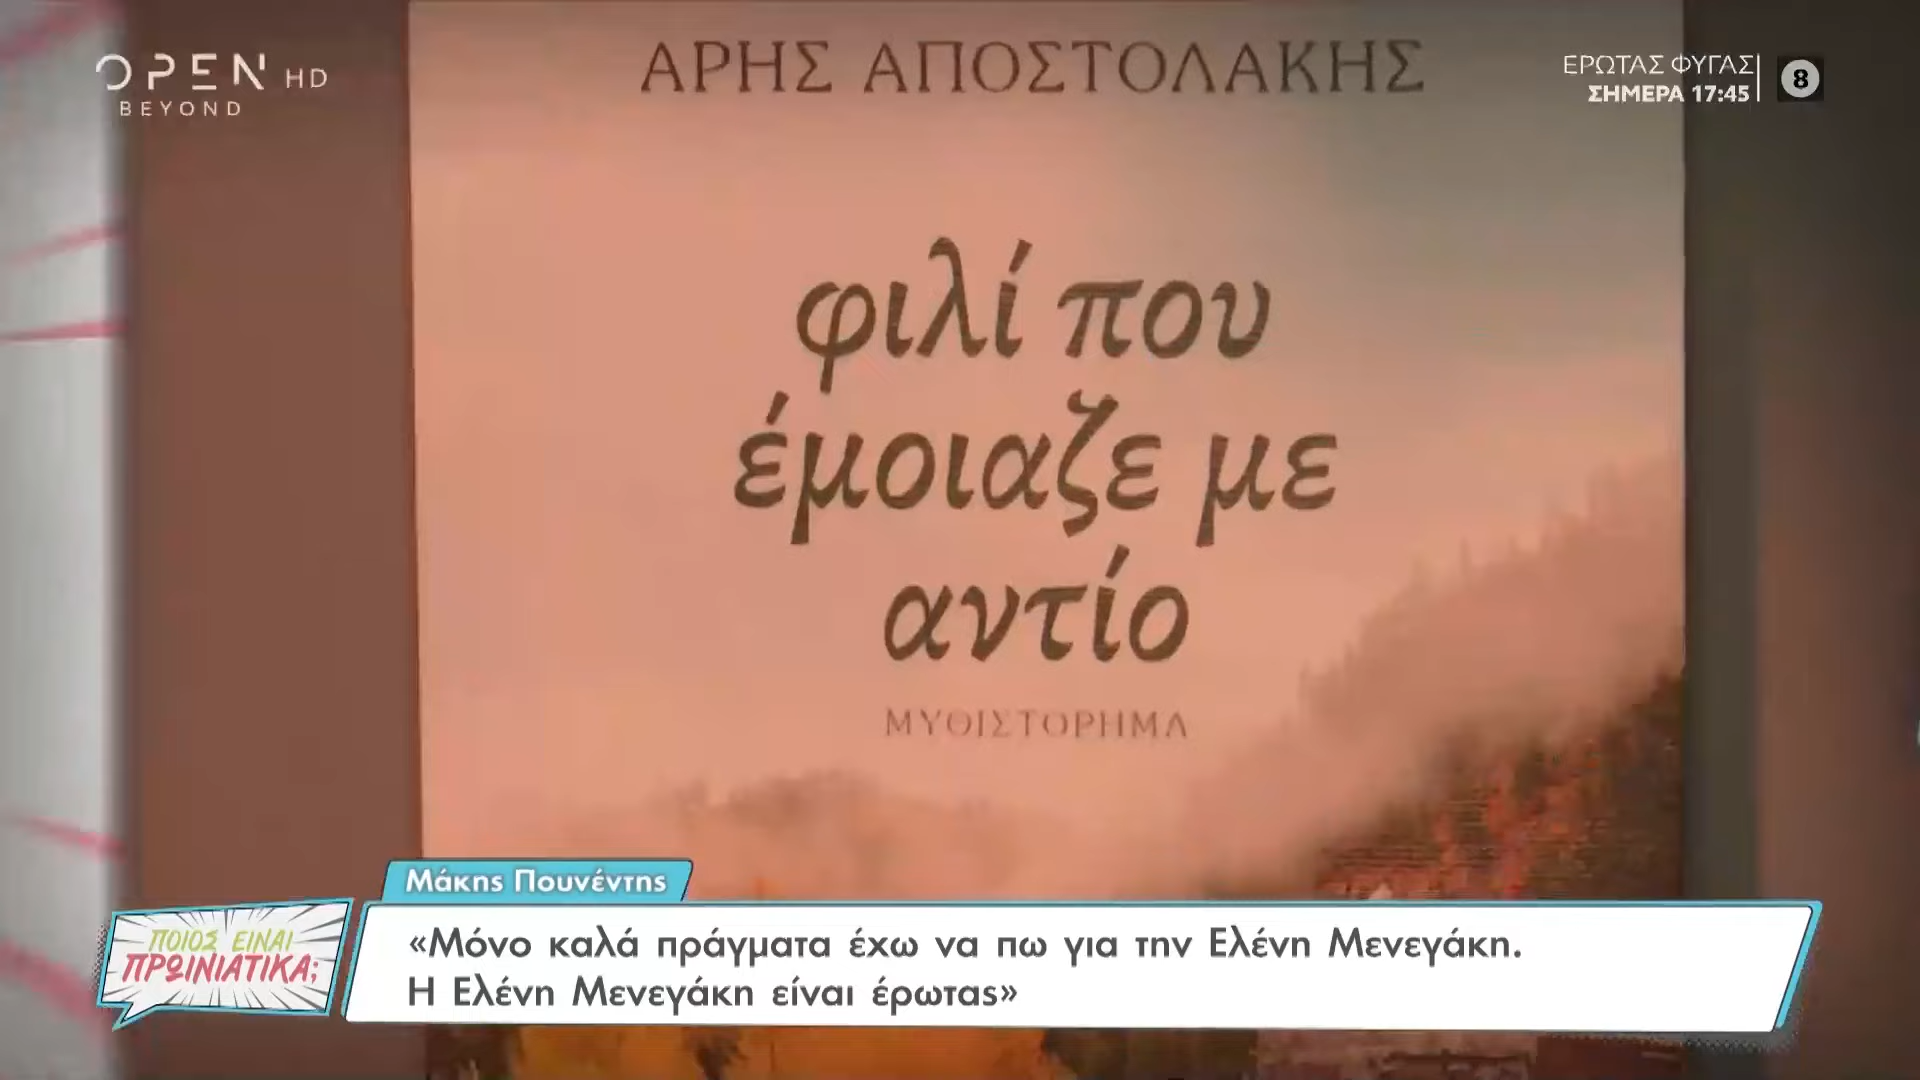 OPEN HD
BEYOND
ΕΡΩΤΑΣ ΦΥΓΑΣ
ΣΗΜΕΡΑ 17:45
8
ΑΡΗΣ ΑΠΟΣΤΟΛΑΚΗΣ
φιλί που
έμοιαζε με
αντίο
ΜΥΘΙΣΤΟΡΗΜΑ
Μάκης Πουνέντης
ΠΟΙΟΣ ΕΙΝΑΙ
ΠΡΩΙΝΙΑΤΙΚΑ;
«Μόνο καλά πράγματα έχω να πω για την Ελένη Μενεγάκη.
Η Ελένη Μενεγάκη είναι έρωτας»